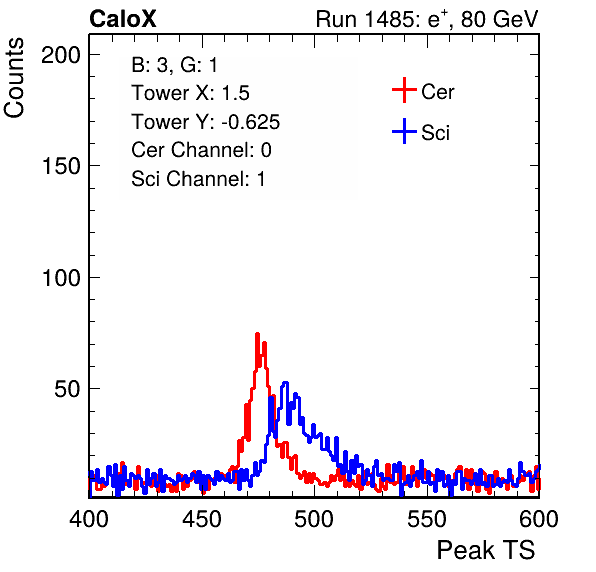 CaloX Run 1485: e+, 80 GeV
Counts
200
150
100
50
B: 3, G: 1
Tower X: 1.5
Tower Y: -0.625
Cer Channel: 0
Sci Channel: 1
Cer
Sci
400 450 500 550 600
Peak TS